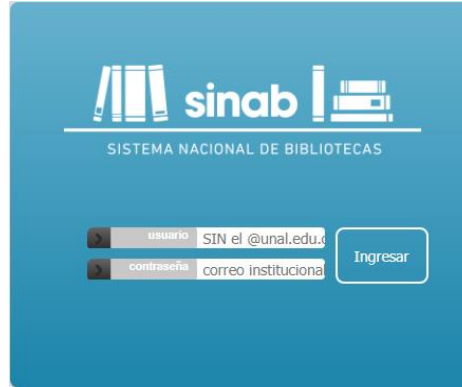 sinab
SISTEMA NACIONAL DE BIBLIOTECAS
usuario SIN el @unal.edu.c
contraseña correo institucional
Ingresar